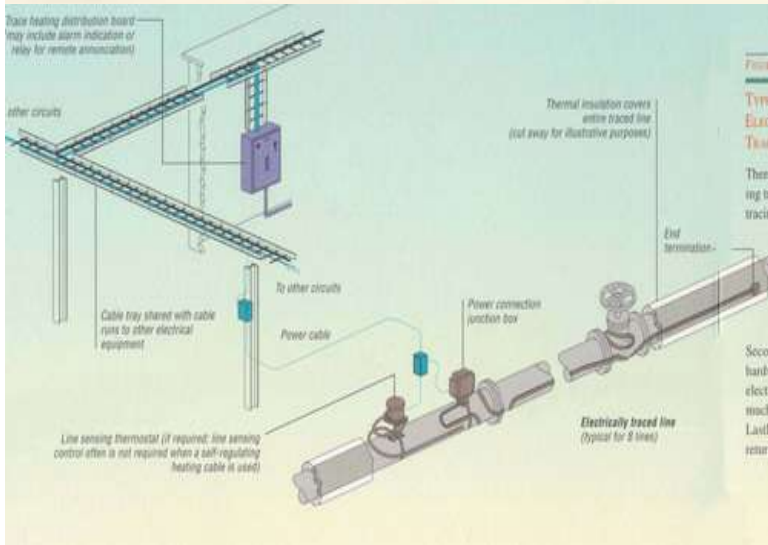 Trace heating distribution board
(may include alarm indication or
relay for remote annunciation)
other circuits
Thermal insulation covers
entire traced line
(cut away for illustrative purposes)
End
termination
To other circuits
Cable tray shared with cable
runs to other electrical
equipment
Power cable
Power connection
junction box
Line sensing thermostat (if required: line sensing
control often is not required when a self-regulating
heating cable is used)
Electrically traced line
(typical for 8 lines)
Ther
ing t
traci
Seco
hard
elect
mac
Lastl
retur